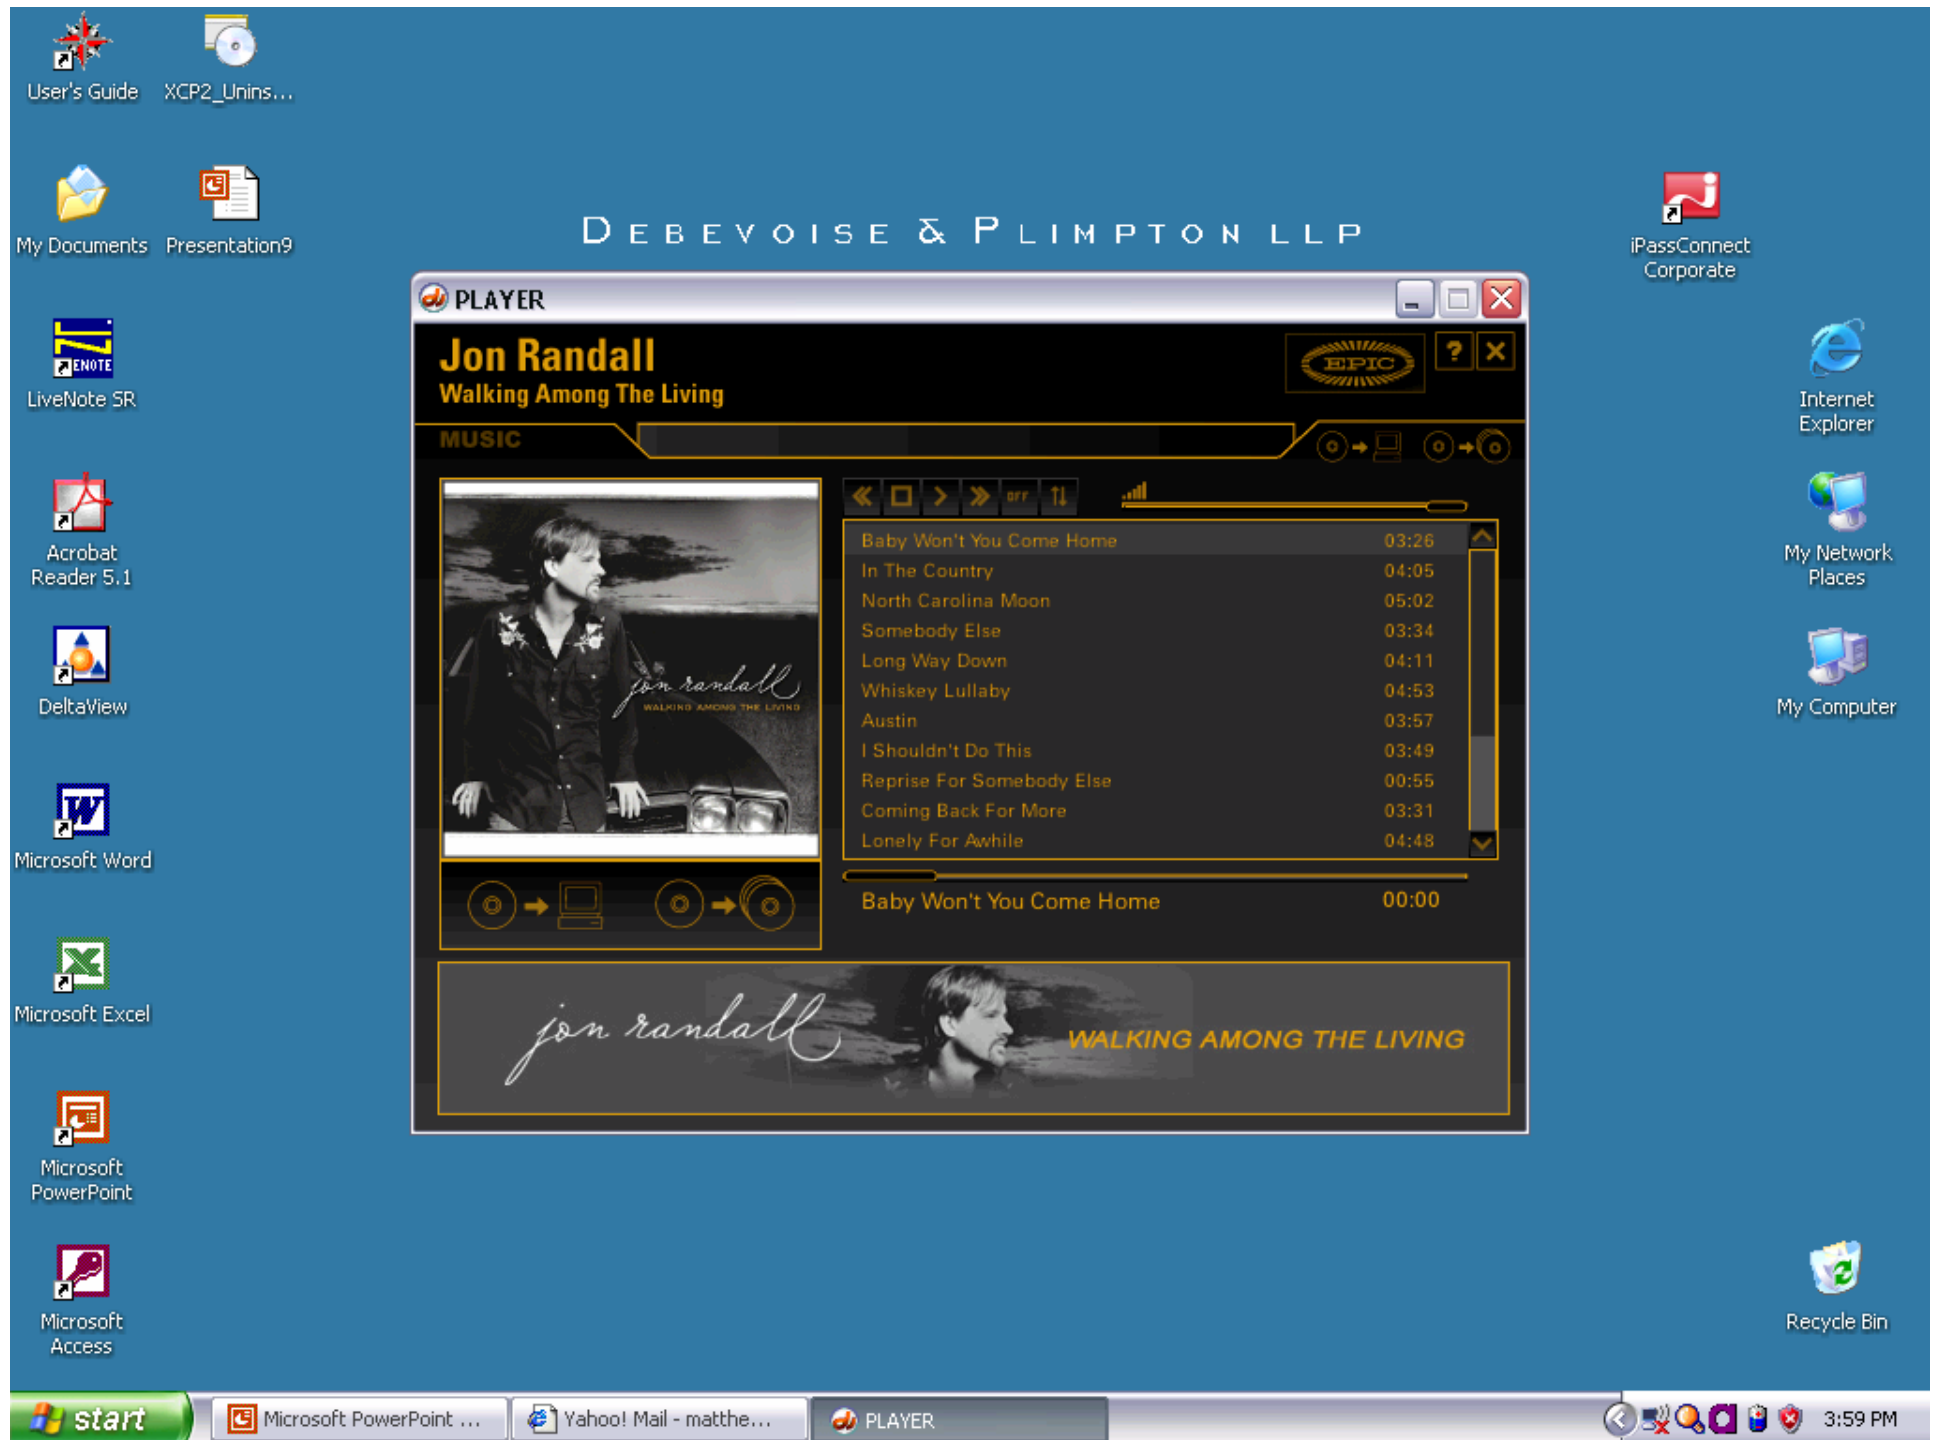 User's Guide
XCP2_Unins...
My Documents
Presentation9
LiveNote SR
ENOTE
Acrobat
Reader 5.1
DeltaView
Microsoft Word
Microsoft Excel
Microsoft
PowerPoint
Microsoft
Access
DEBEVOISE & PLIMPTON LLP
PLAYER
Jon Randall
Walking Among The Living
EPIC
?
MUSIC
OFF
jon randall
WALKING AMONG THE LIVING
Baby Won't You Come Home 03:26
In The Country 04:05
North Carolina Moon 05:02
Somebody Else 03:34
Long Way Down 04:11
Whiskey Lullaby 04:53
Austin 03:57
I Shouldn't Do This 03:49
Reprise For Somebody Else 00:55
Coming Back For More 03:31
Lonely For Awhile 04:48
Baby Won't You Come Home 00:00
jon randall WALKING AMONG THE LIVING
iPassConnect
Corporate
Internet
Explorer
My Network
Places
My Computer
Recycle Bin
start
Microsoft PowerPoint ...
Yahoo! Mail - matthe...
PLAYER
3:59 PM